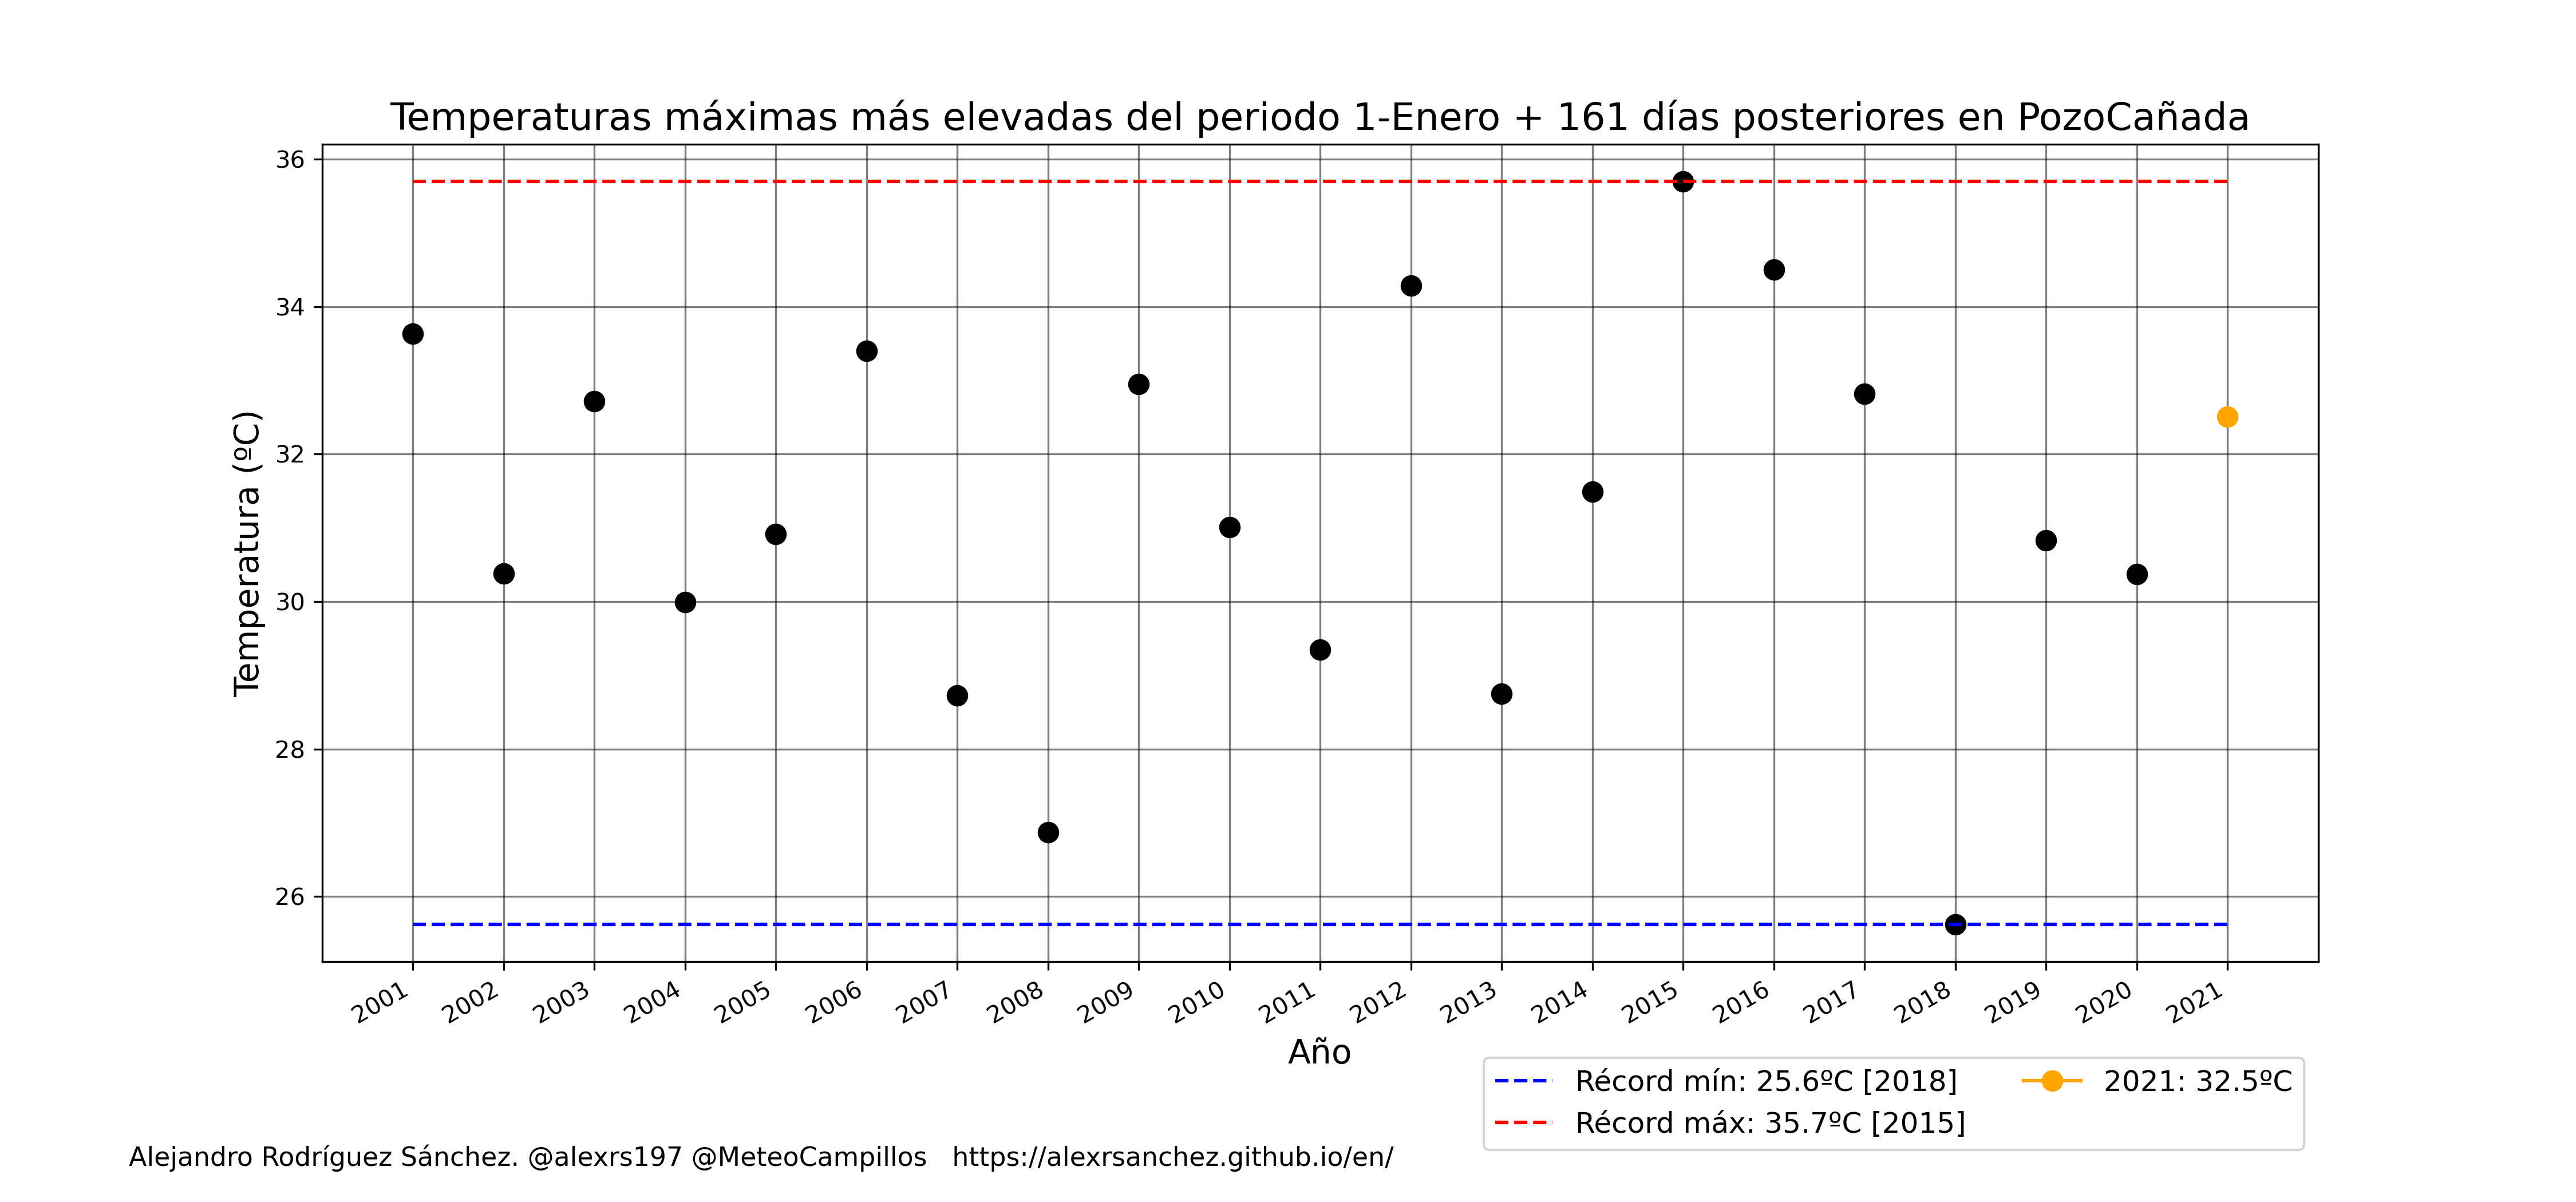 Temperaturas máximas más elevadas del periodo 1-Enero + 161 días posteriores en PozoCañada
36
34
32
30
28
26
Temperatura (ºC)
2001 2002 2003 2004 2005 2006 2007 2008 2009 2010 2011 2012 2013 2014 2015 2016 2017 2018 2019 2020 2021
Año
Récord mín: 25.6ºC [2018] 2021: 32.5ºC
Récord máx: 35.7ºC [2015]
Alejandro Rodríguez Sánchez. @alexrs197 @MeteoCampillos https://alexrsanchez.github.io/en/